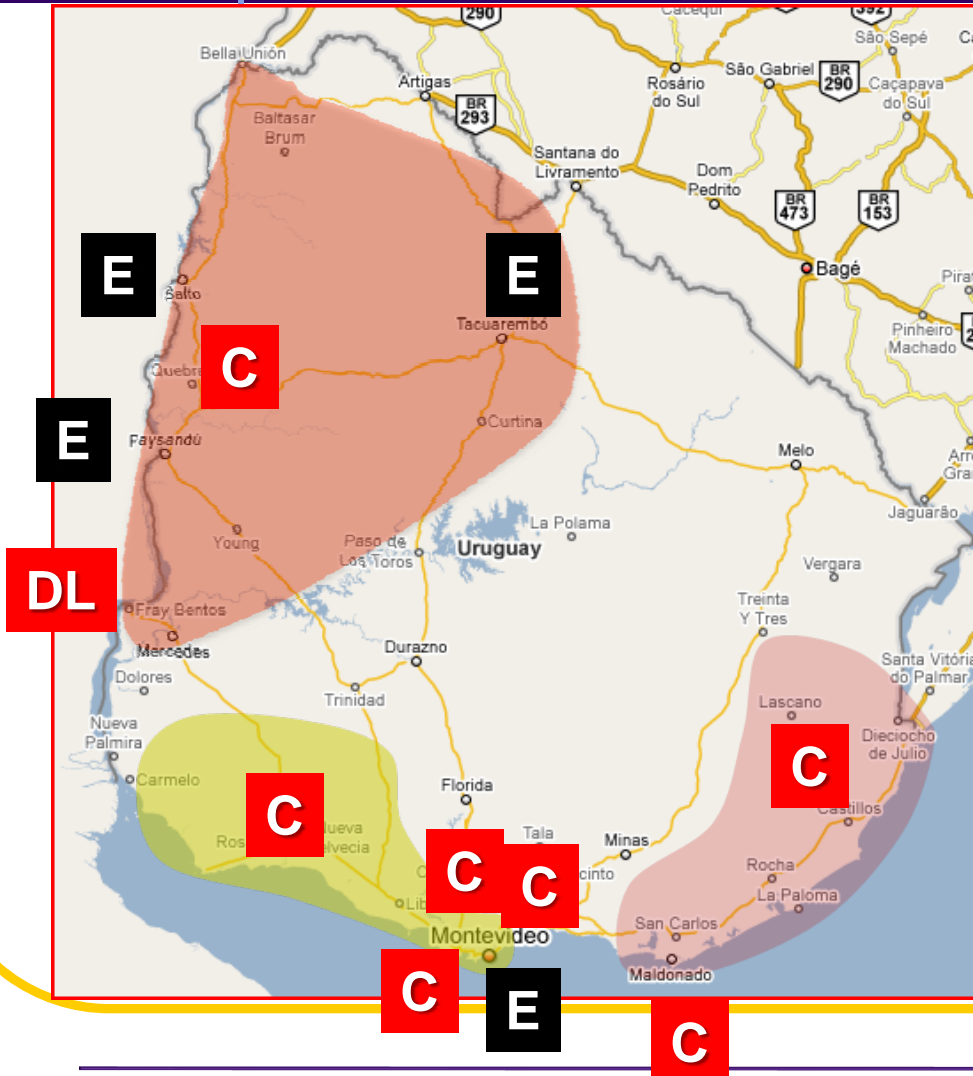 290
Cacequi
392
Bella Unión
São Sepé
Artigas
Rosário
do Sul
São Gabriel
BR
290
Caçapava
do Sul
BR
293
Baltasar
Brum
Santana do
Livramento
Dom
Pedrito
BR
473
BR
153
E
E
Bagé
Salto
Tacuarembó
Pinheiro
Machado
C
E
Curtina
Paysandú
Melo
Jaguarão
Young
Paso de
Los Toros
Uruguay
La Polama
Vergara
DL
Fray Bentos
Treinta
Y Tres
Mercedes
Durazno
Dolores
Trinidad
Santa Vitória
do Palmar
Lascano
Nueva
Palmira
Dieciocho
de Julio
C
Carmelo
Florida
C
Castillos
Tala
Minas
C
C
Rocha
La Paloma
San Carlos
Montevideo
Maldonado
C
E
C